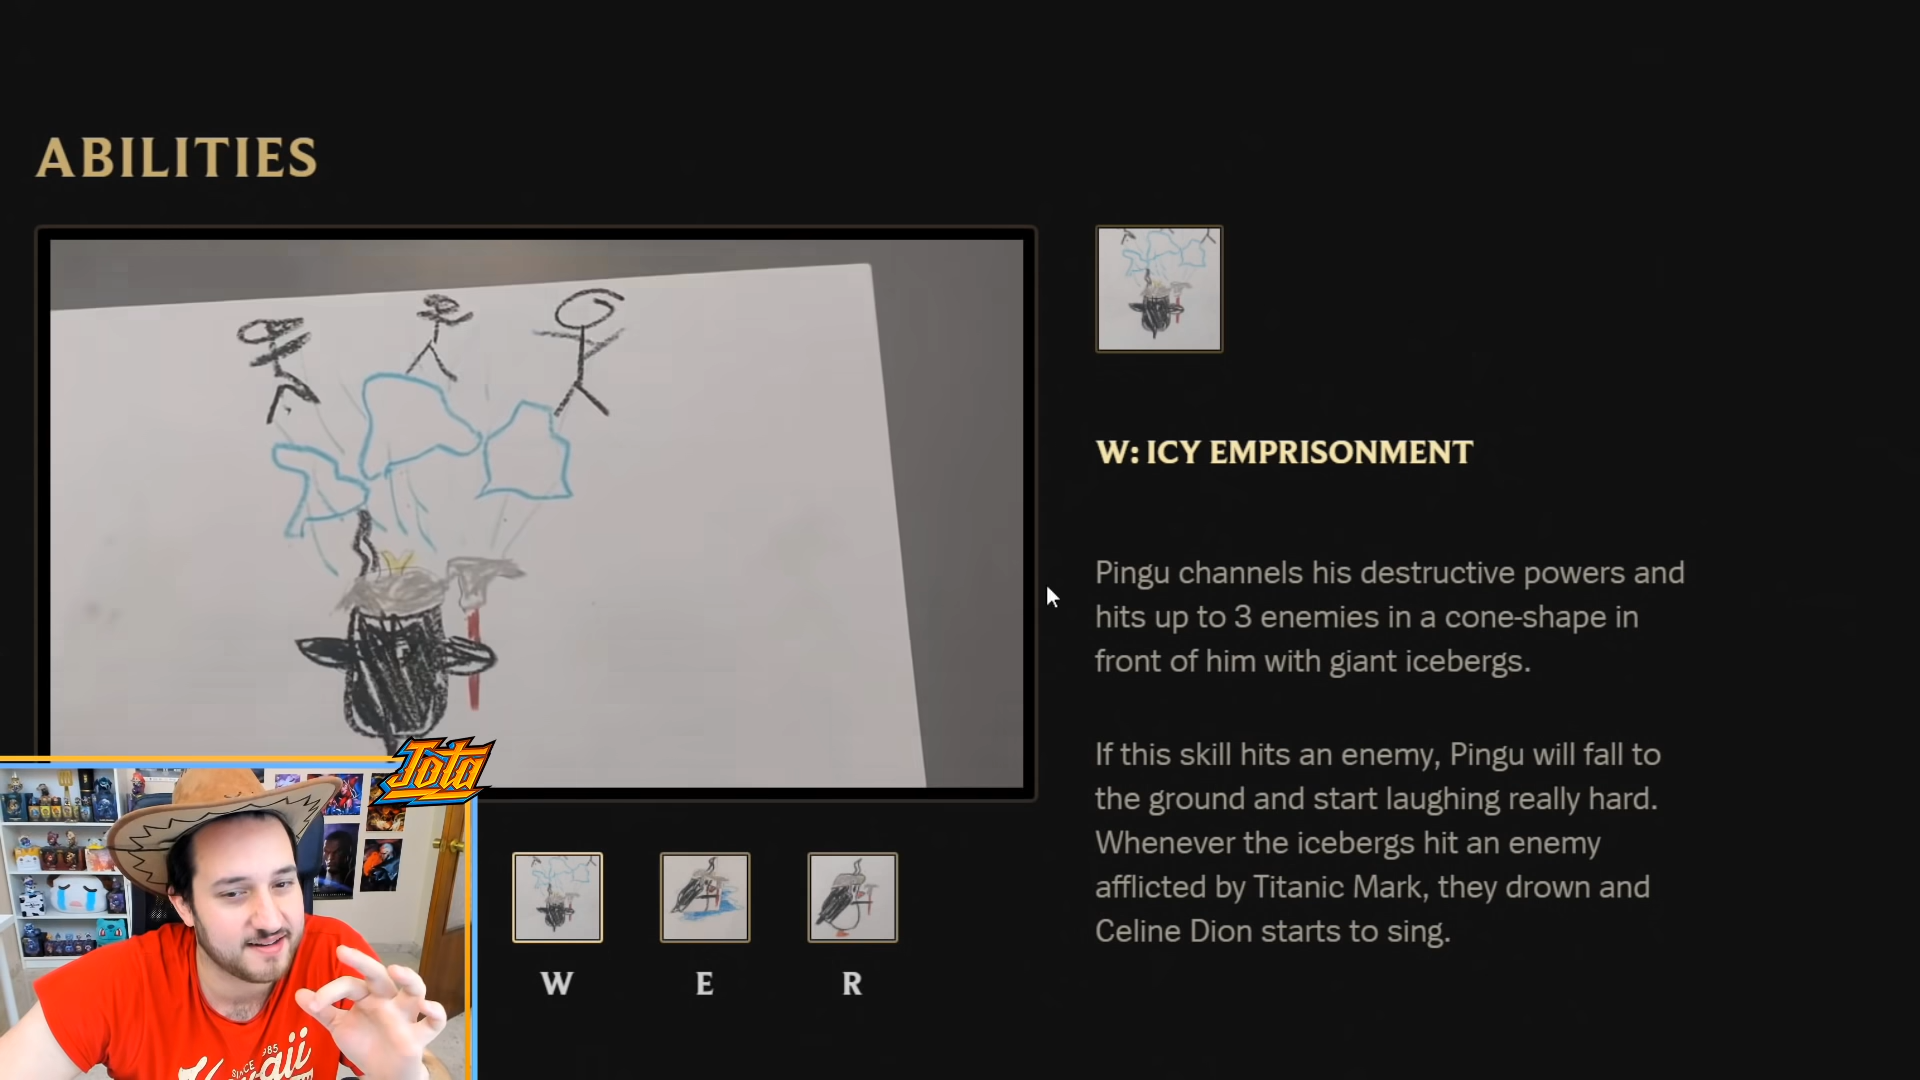 ABILITIES
W: ICY EMPRISONMENT
Pingu channels his destructive powers and
hits up to 3 enemies in a cone-shape in
front of him with giant icebergs.
If this skill hits an enemy, Pingu will fall to
the ground and start laughing really hard.
Whenever the icebergs hit an enemy
afflicted by Titanic Mark, they drown and
Celine Dion starts to sing.
Jota
W
E
R
SINCE 985